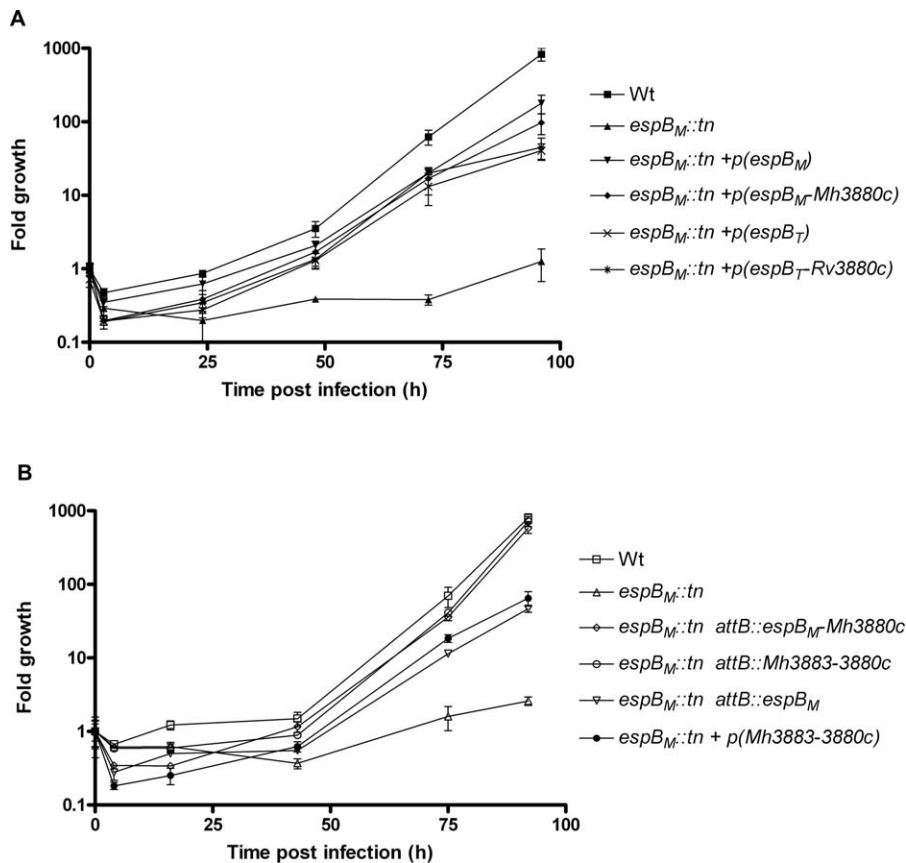 A
1000
100
10
1
0.1
Fold growth
0
25
50
75
100
Time post infection (h)
Wt
espB_M::tn
espB_M::tn +p(espB_M)
espB_M::tn +p(espB_M-Mh3880c)
espB_M::tn +p(espB_T)
espB_M::tn +p(espB_T-Rv3880c)
B
1000
100
10
1
0.1
Fold growth
0
25
50
75
100
Time post infection (h)
Wt
espB_M::tn
espB_M::tn attB::espB_M-Mh3880c
espB_M::tn attB::Mh3883-3880c
espB_M::tn attB::espB_M
espB_M::tn + p(Mh3883-3880c)